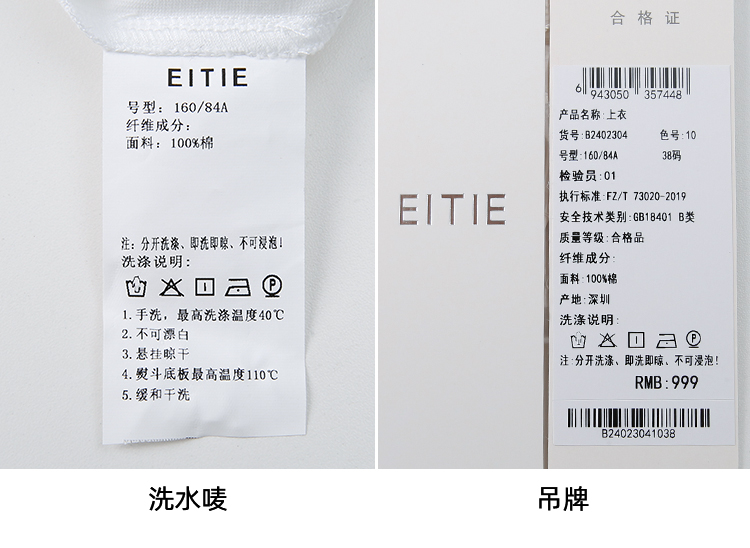 EITIE
号型: 160/84A
纤维成分:
面料: 100%棉
注: 分开洗涤、即洗即晾、不可浸泡!
洗涤说明:
P
1.手洗, 最高洗涤温度40℃
2.不可漂白
3.悬挂晾干
4.熨斗底板最高温度110℃
5.缓和干洗
洗水唛
EITIE
合格证
6 943050 357448
产品名称:上衣
货号:B2402304 色号:10
号型:160/84A 38码
检验员:01
执行标准:FZ/T 73020-2019
安全技术类别:GB18401 B类
质量等级:合格品
纤维成分:
面料:100%棉
产地:深圳
洗涤说明:
P
注:分开洗涤、即洗即晾、不可浸泡!
RMB:999
B24023041038
吊牌